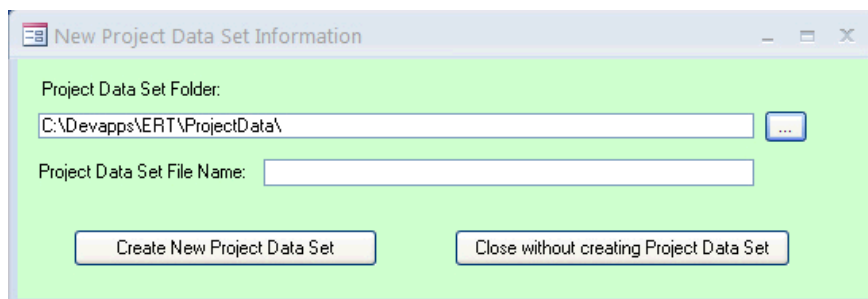 New Project Data Set Information
Project Data Set Folder:
C:\Devapps\ERT\ProjectData\
...
Project Data Set File Name:
Create New Project Data Set
Close without creating Project Data Set